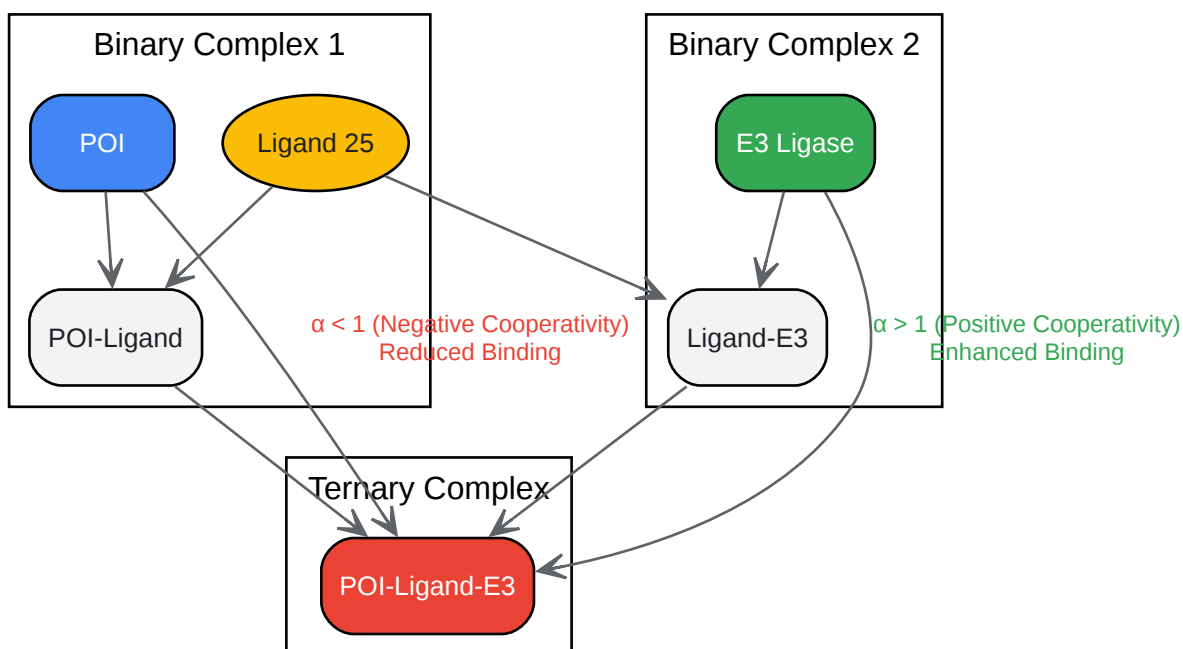 Binary Complex 1
Binary Complex 2
POI
Ligand 25
E3 Ligase
POI-Ligand
α < 1 (Negative Cooperativity)
Reduced Binding
Ligand-E3
α > 1 (Positive Cooperativity)
Enhanced Binding
Ternary Complex
POI-Ligand-E3